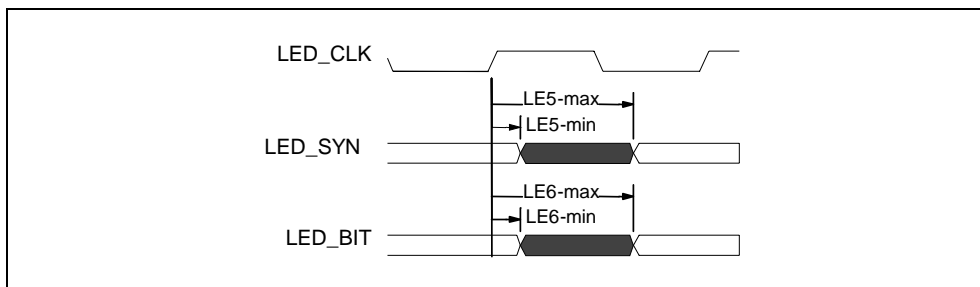 LED_CLK
LE5-max
LE5-min
LED_SYN
LE6-max
LE6-min
LED_BIT